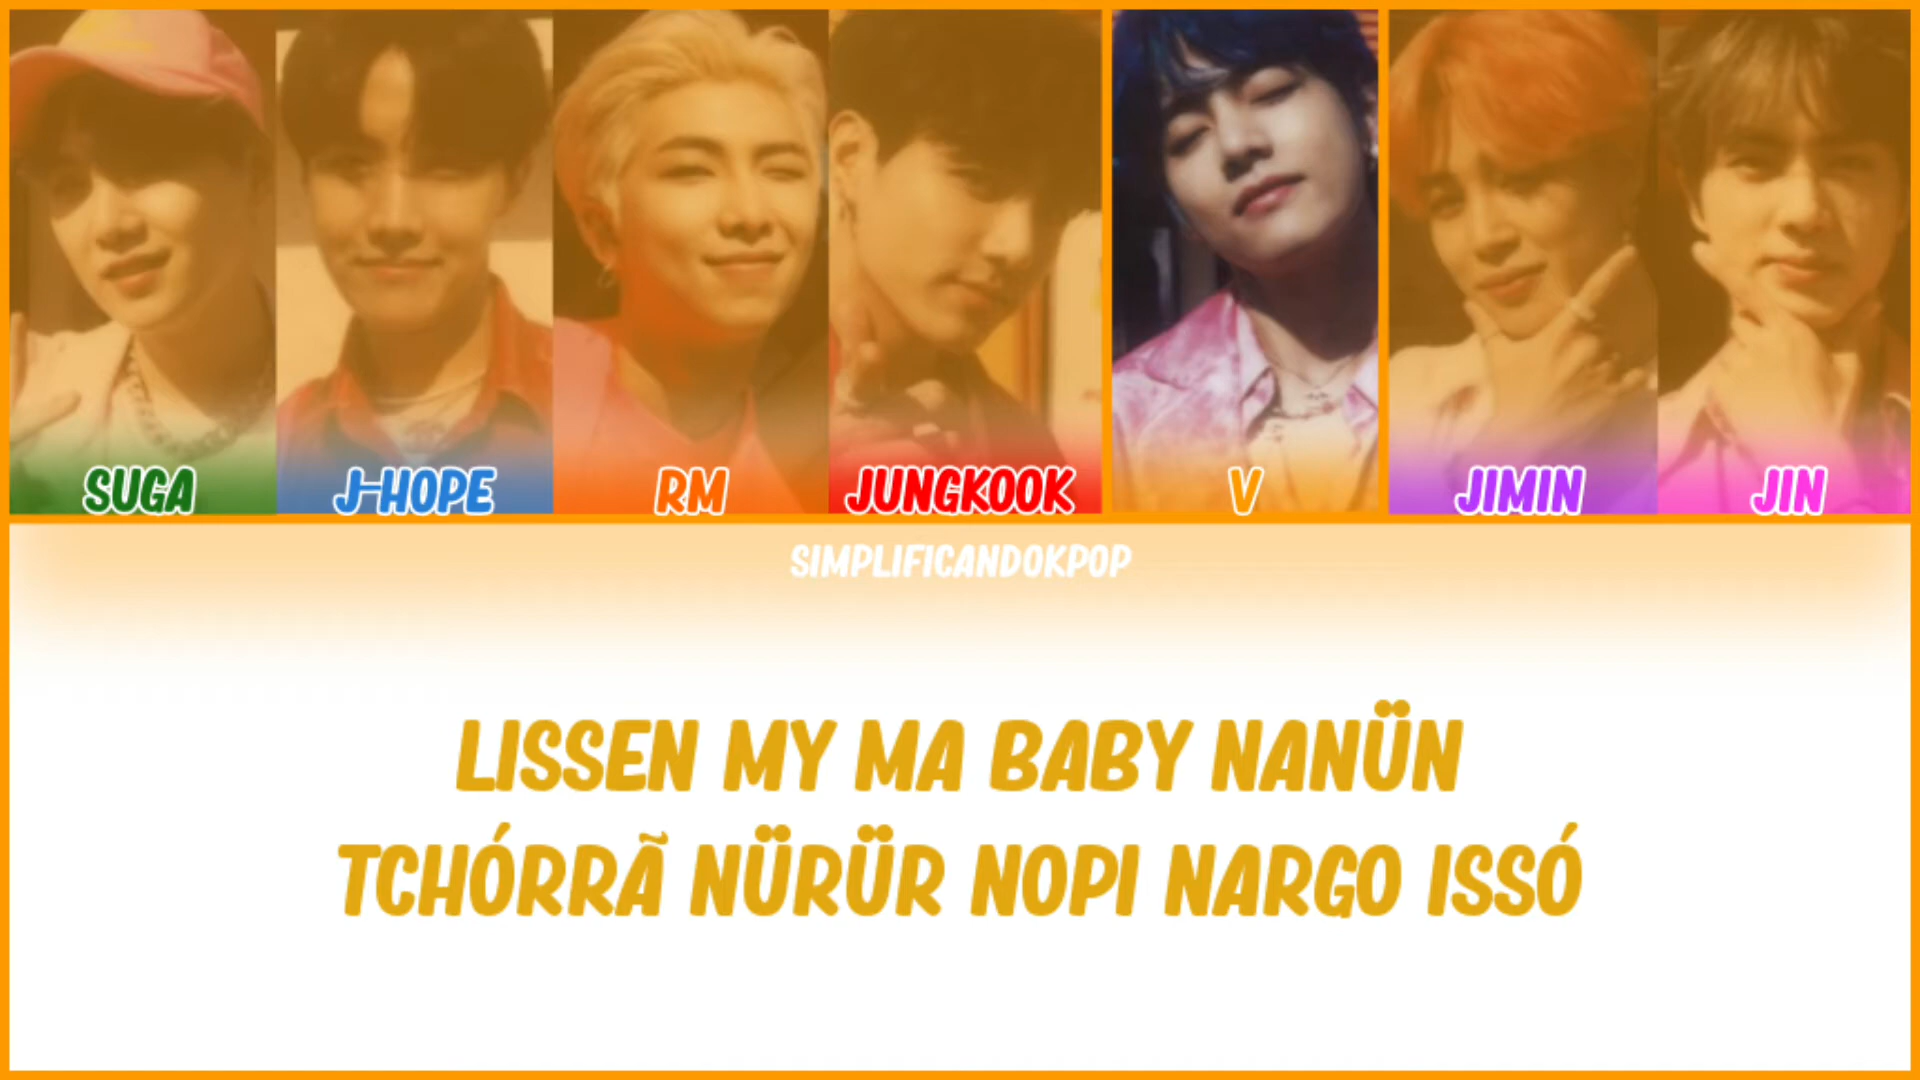 SUGA J-HOPE RM JUNGKOOK V JIMIN JIN
SIMPLIFICANDOKPOP
LISSEN MY MA BABY NANÜN
TCHÓRRÃ NÜRÜR NOPI NARGO ISSÓ